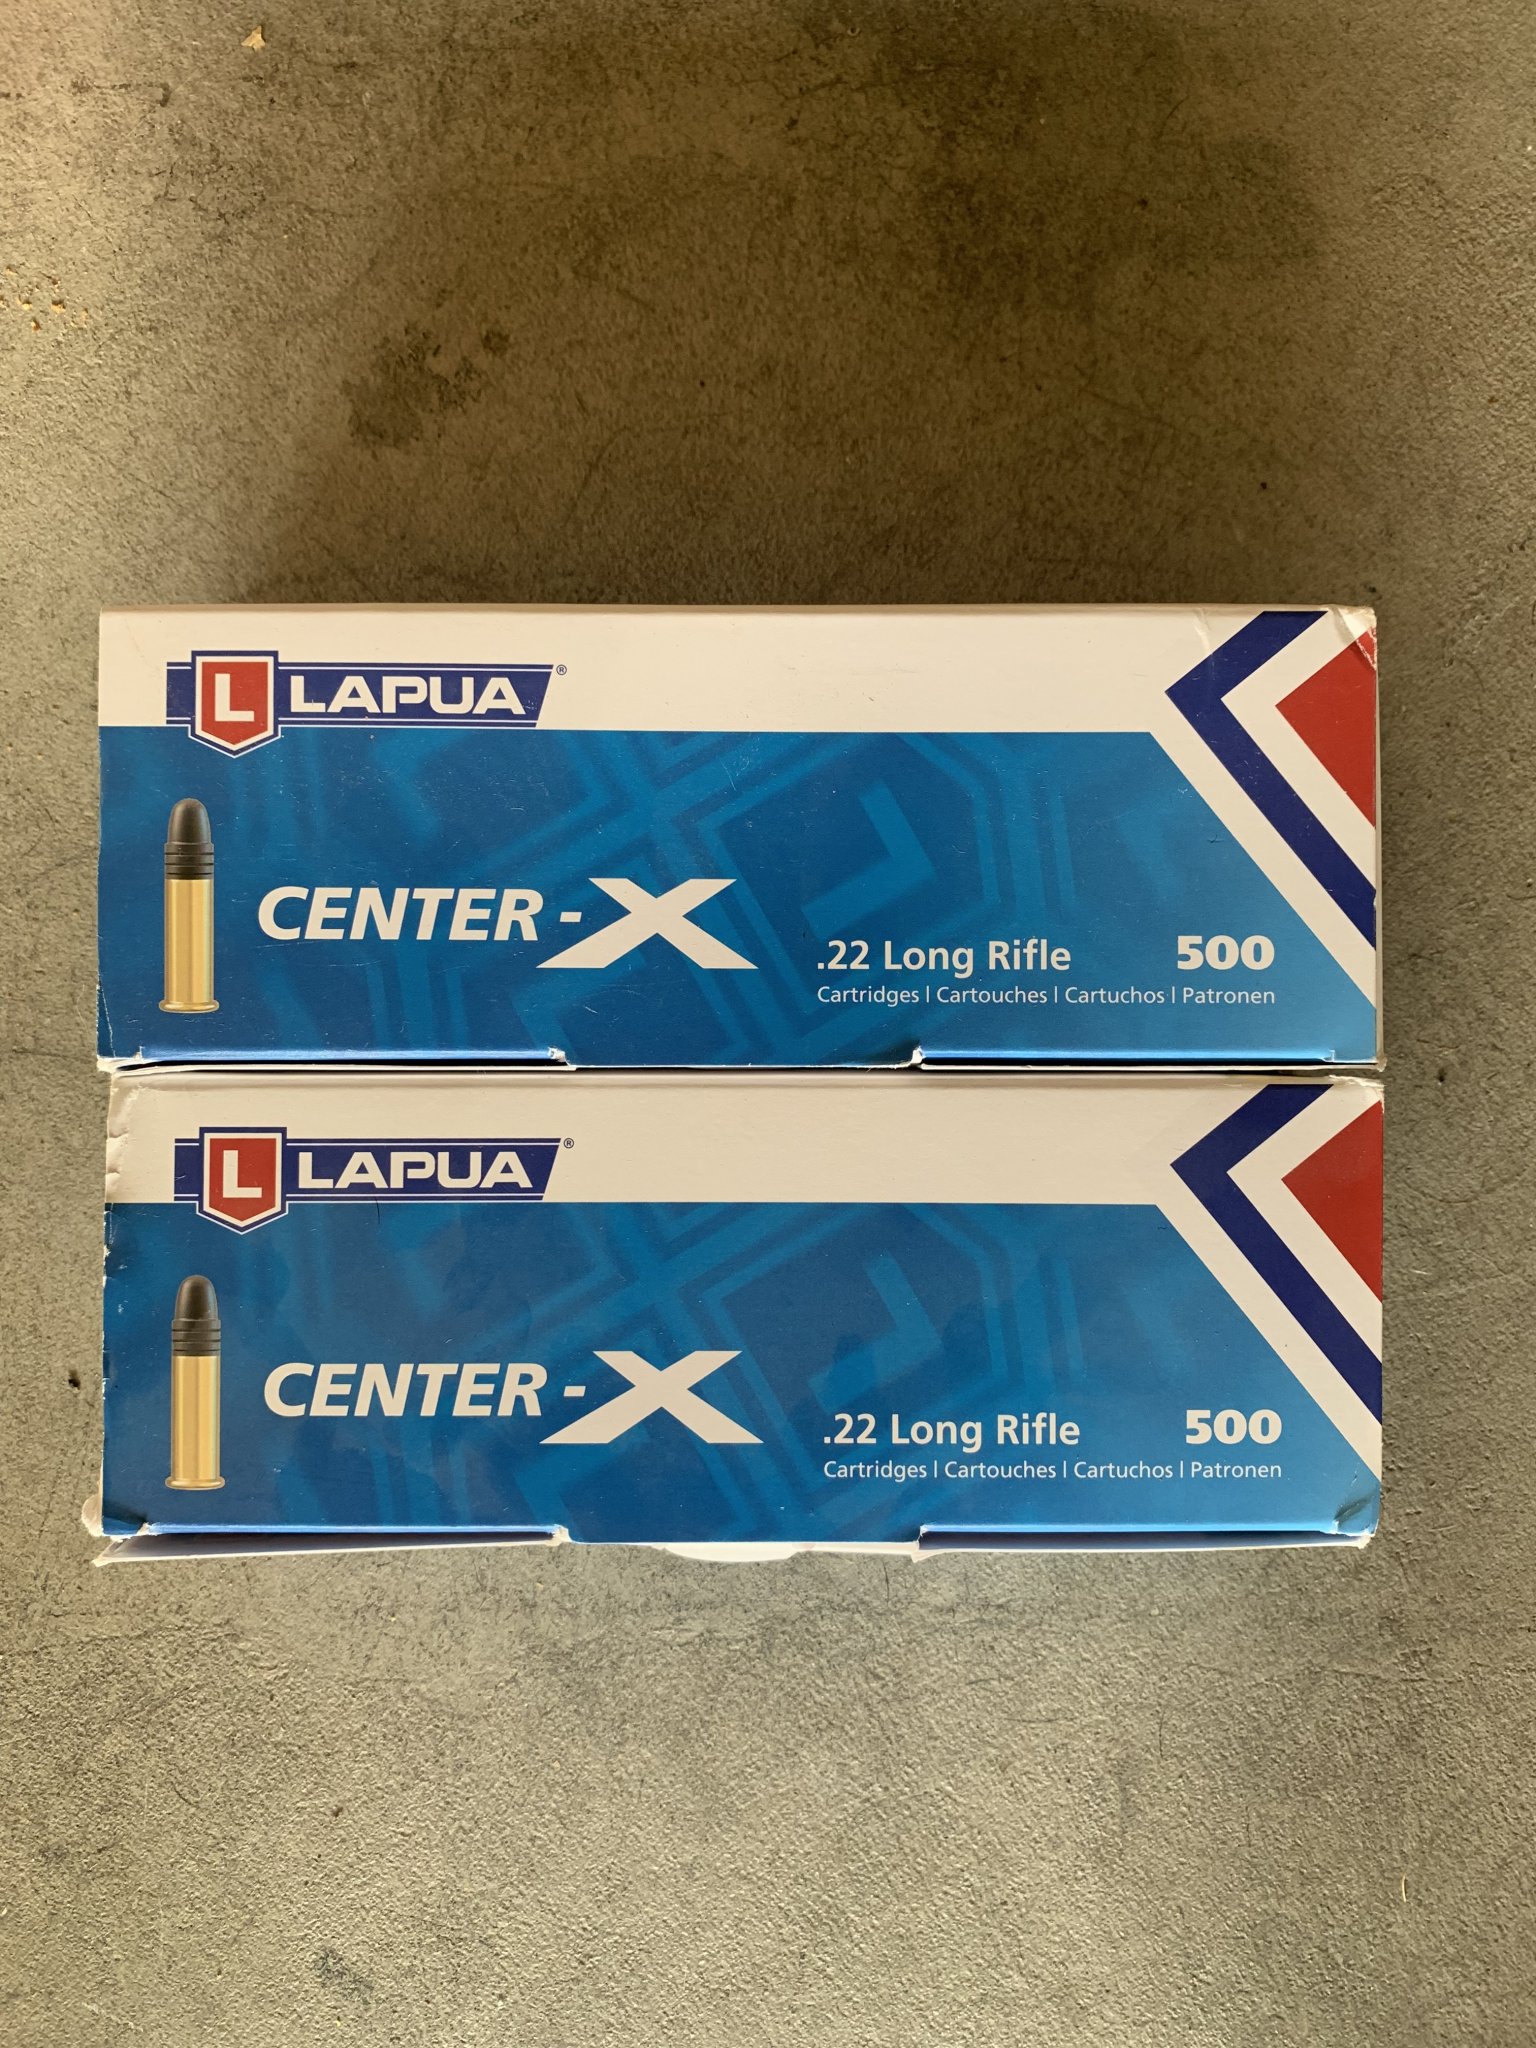 L LAPUA®
CENTER-X
.22 Long Rifle 500
Cartridges | Cartouches | Cartuchos | Patronen
L LAPUA®
CENTER-X
.22 Long Rifle 500
Cartridges | Cartouches | Cartuchos | Patronen